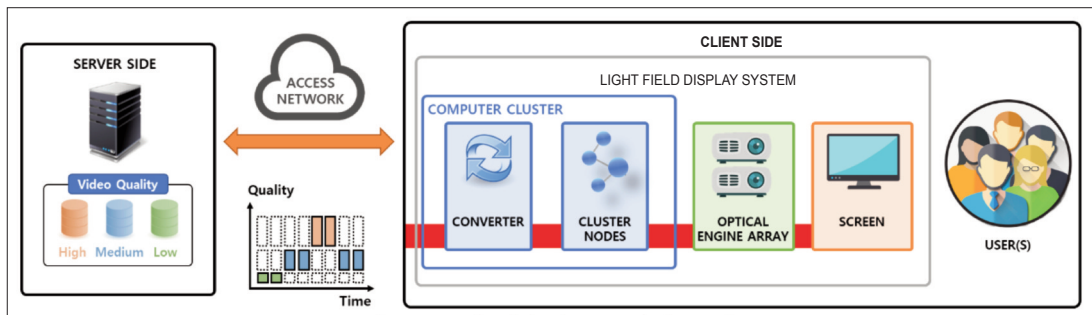 SERVER SIDE
Video Quality
High Medium Low
ACCESS
NETWORK
Quality
Time
CLIENT SIDE
LIGHT FIELD DISPLAY SYSTEM
COMPUTER CLUSTER
CONVERTER
CLUSTER
NODES
OPTICAL
ENGINE ARRAY
SCREEN
USER(S)